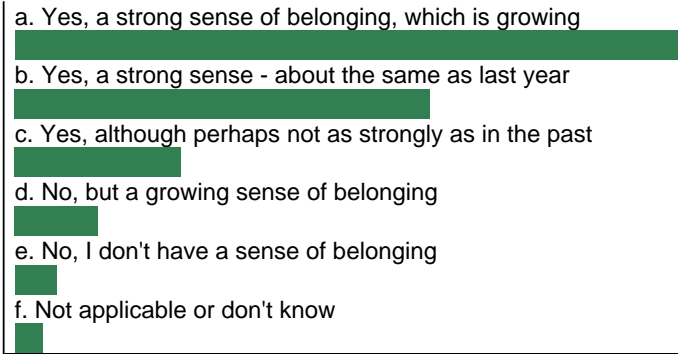 a. Yes, a strong sense of belonging, which is growing
b. Yes, a strong sense - about the same as last year
c. Yes, although perhaps not as strongly as in the past
d. No, but a growing sense of belonging
e. No, I don't have a sense of belonging
f. Not applicable or don't know